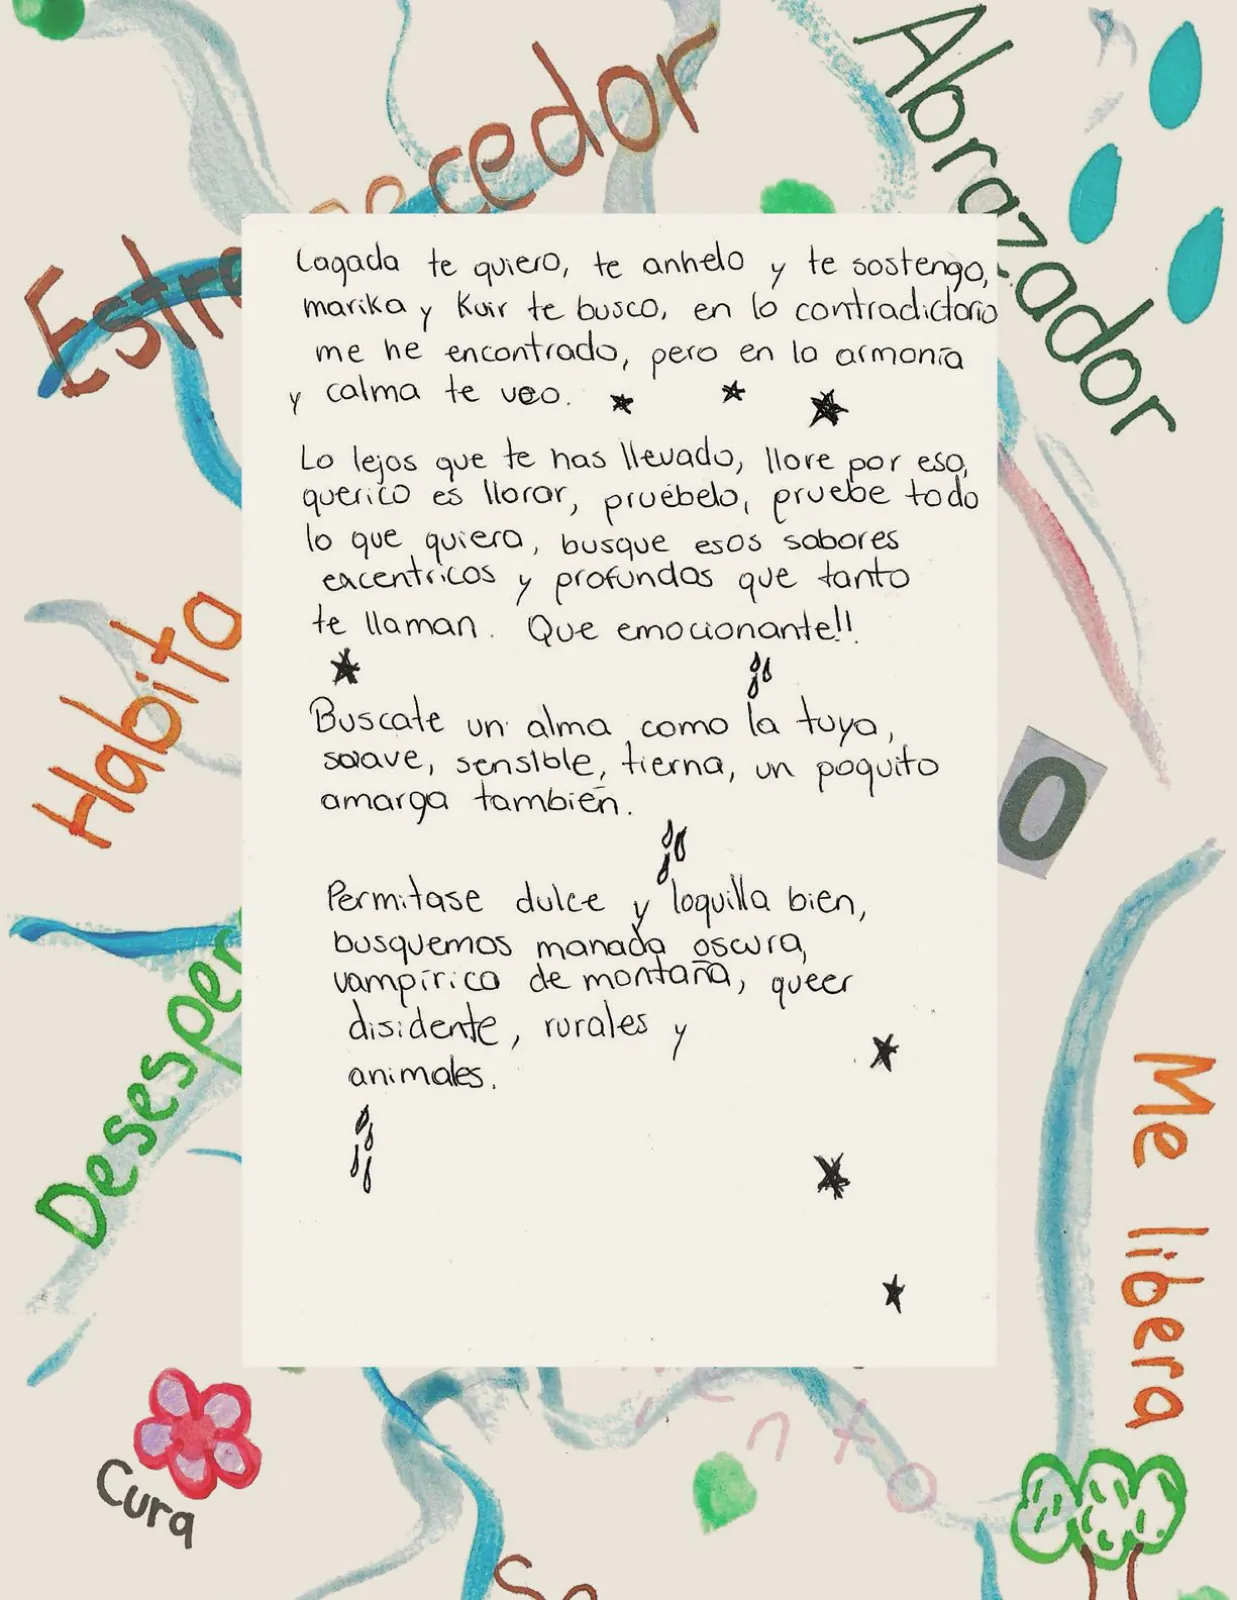 Estre
cedor
Abrazador
Cagada te quiero, te anhelo y te sostengo,
marika y Kuir te busco, en lo contradictorio
me he encontrado, pero en la armonía
y calma te veo.
Lo lejos que te has llevado, llore por eso,
querico es llorar, pruébelo, pruebe todo
lo que quiera, busque esos sabores
excentricos y profundos que tanto
te llaman. Que emocionante!!
Buscate un alma como la tuya,
suave, sensible, tierna, un poquito
amarga también.
Permitase dulce y loquilla bien,
busquemos manada oscura,
vampírica de montaña, queer
disidente, rurales y
animales.
Habito
O
Desesper
Me libera
Cura